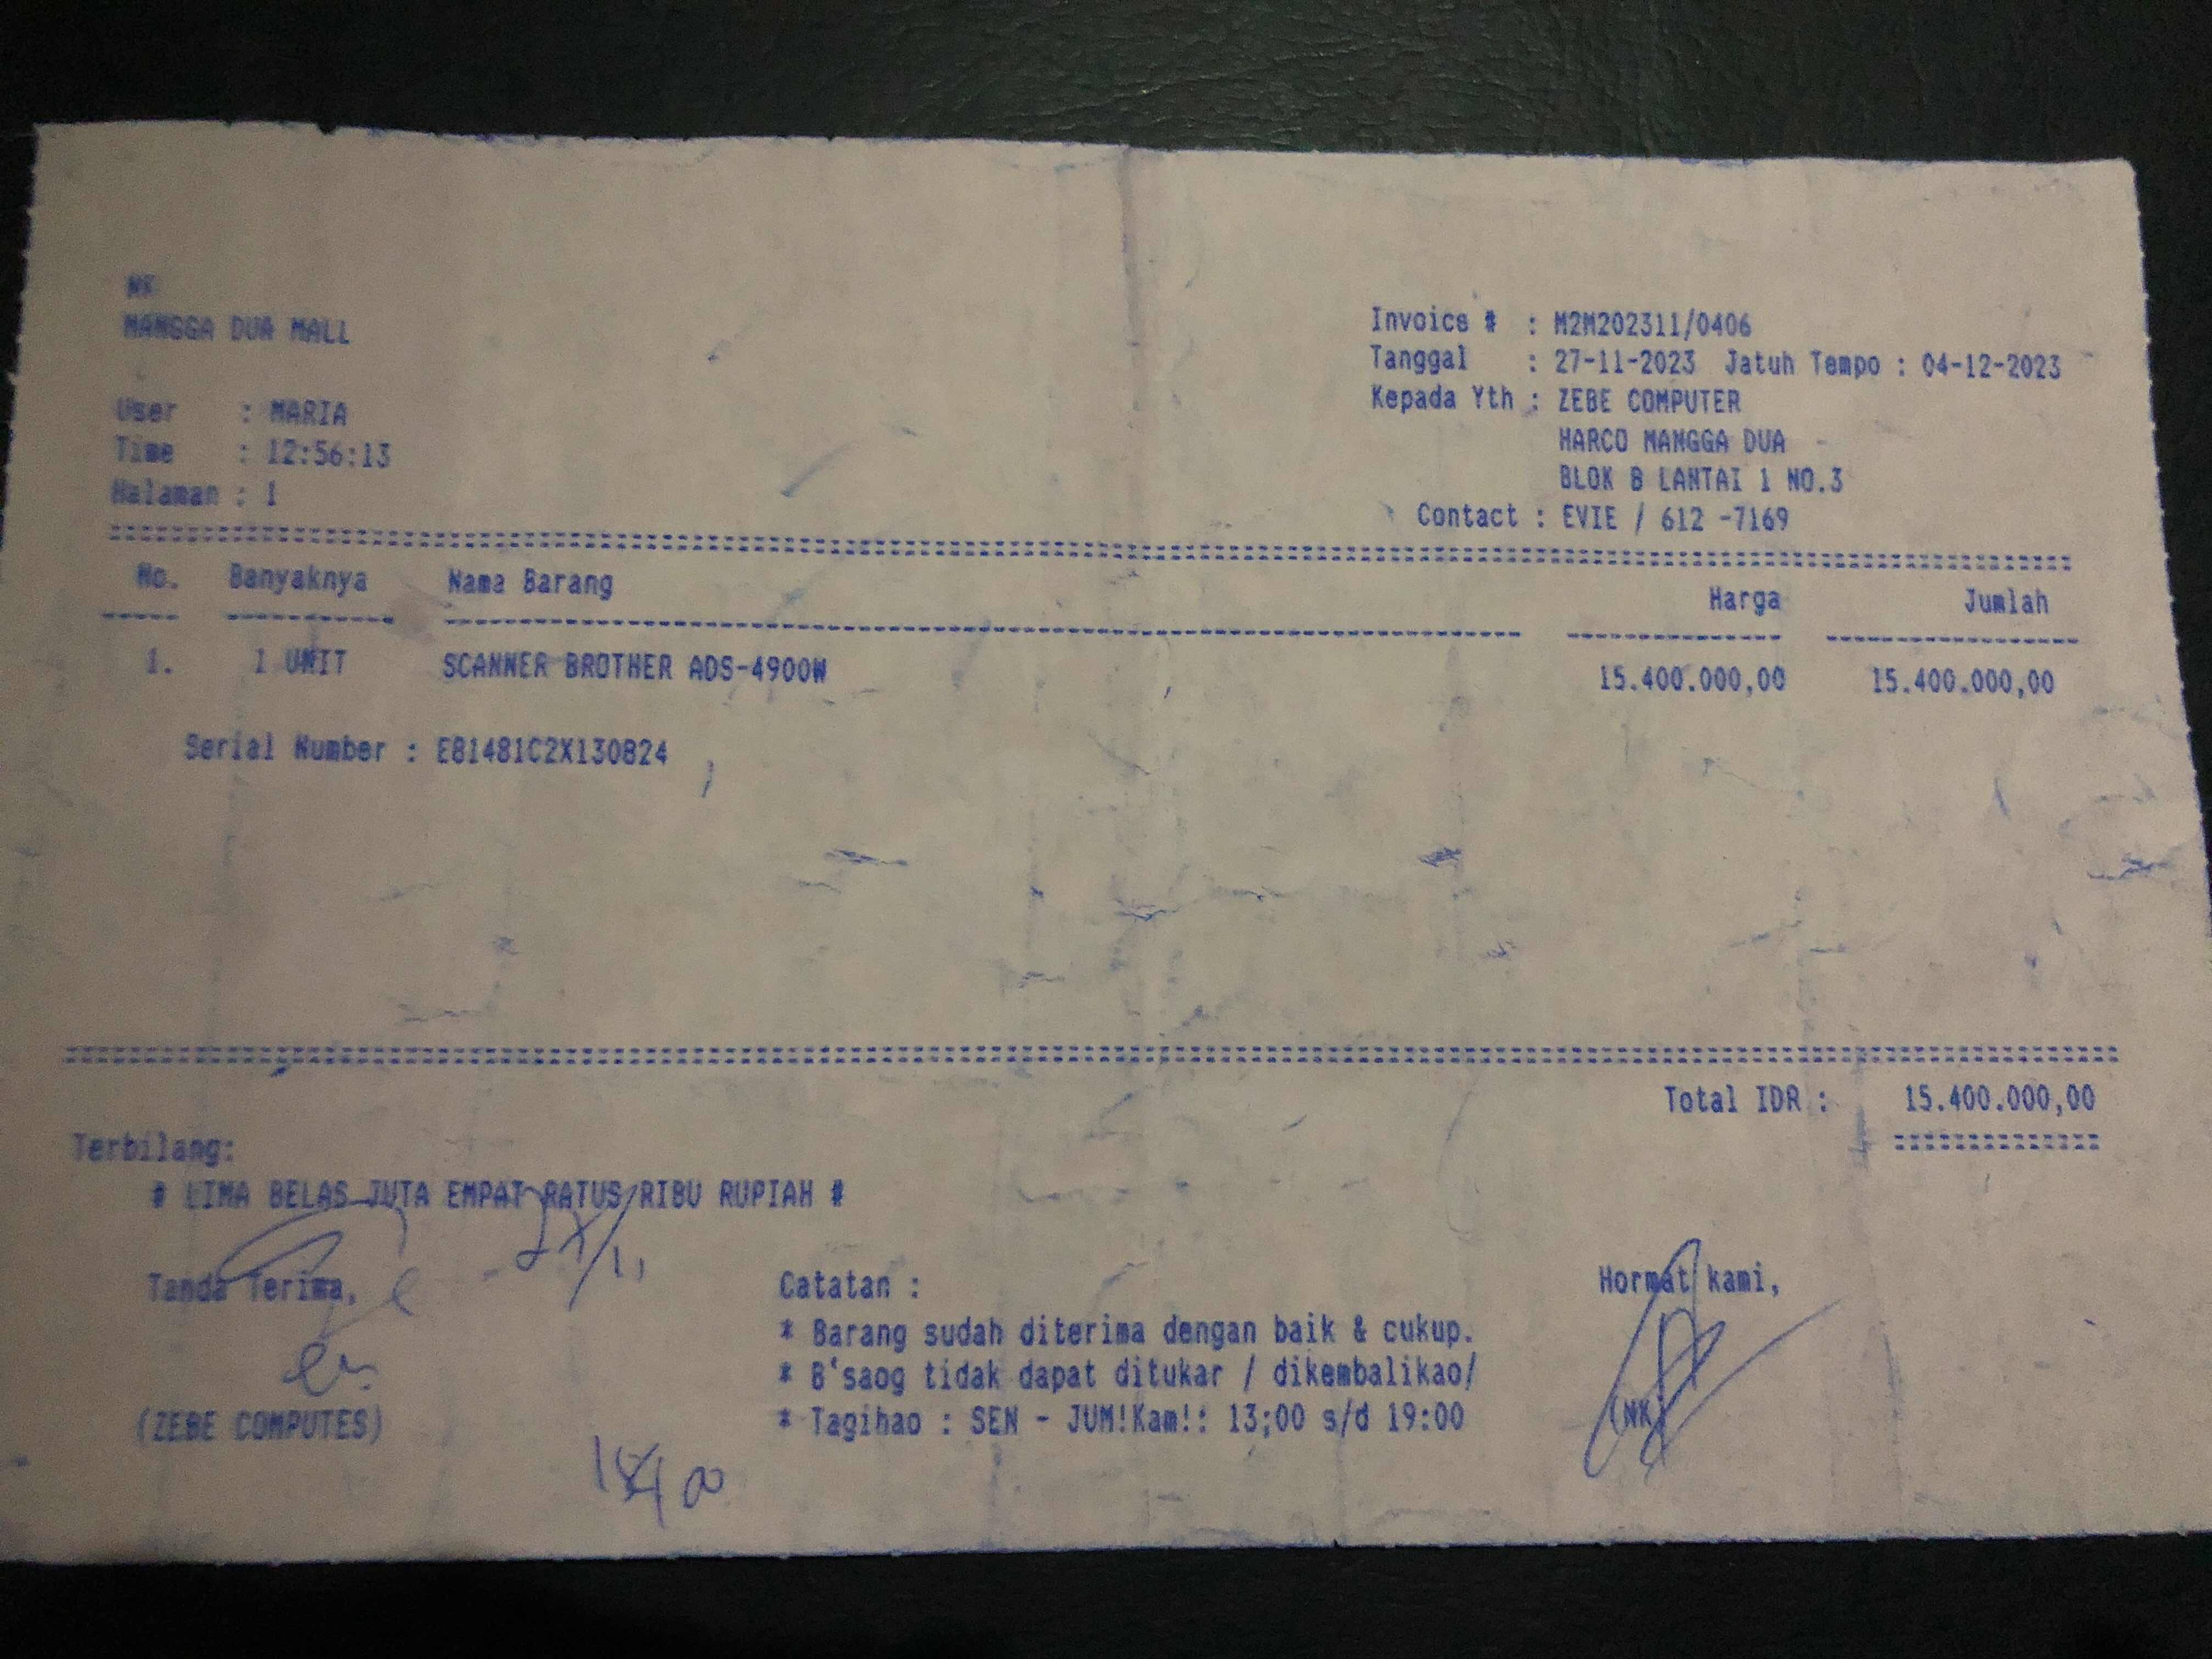 NK
MANGGA DUA MALL
User : MARIA
Time : 12:56:13
Halaman : 1
Invoice # : M2M202311/0406
Tanggal : 27-11-2023 Jatuh Tempo : 04-12-2023
Kepada Yth : ZEBE COMPUTER
HARCO MANGGA DUA
BLOK B LANTAI 1 NO.3
Contact : EVIE / 612 -7169
No. Banyaknya Nama Barang Harga Jumlah
1. 1 UNIT SCANNER BROTHER ADS-4900W 15.400.000,00 15.400.000,00
Serial Number : E81481C2X130824
Total IDR : 15.400.000,00
Terbilang:
# LIMA BELAS JUTA EMPAT RATUS RIBU RUPIAH #
Tanda Terima,
(ZEBE COMPUTES)
Catatan :
* Barang sudah diterima dengan baik & cukup.
* B'saog tidak dapat ditukar / dikembalikao/
* Tagihao : SEN - JUM!Kam!: 13;00 s/d 19:00
Hormat kami,
(NK)